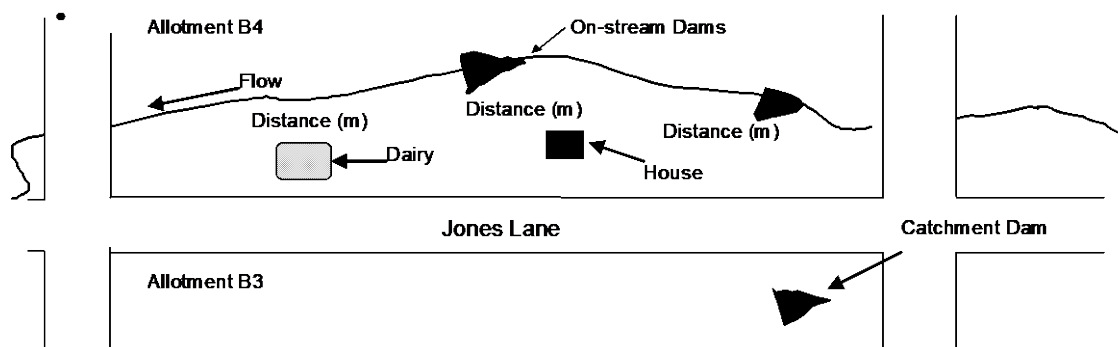 Allotment B4
On-stream Dams
Flow
Distance (m)
Distance (m)
Distance (m)
Dairy
House
Jones Lane
Catchment Dam
Allotment B3